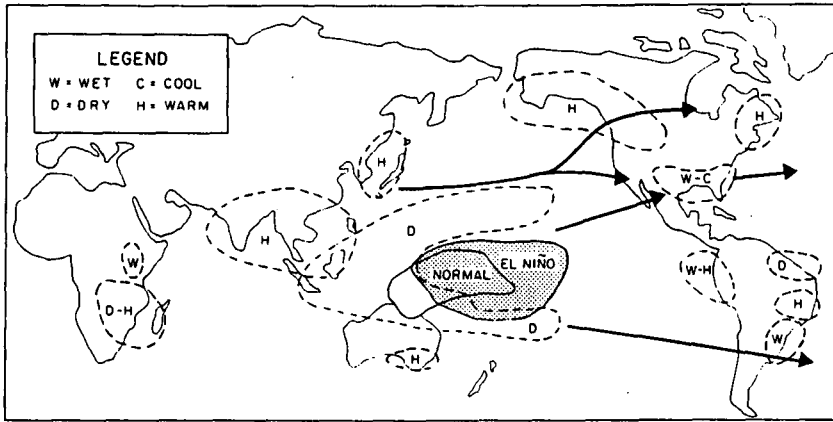 LEGEND
W = WET C = COOL
D = DRY H = WARM
H
H
H
W-C
H
D
W
NORMAL
EL NIÑO
W-H
D
D-H
H
D
W
H